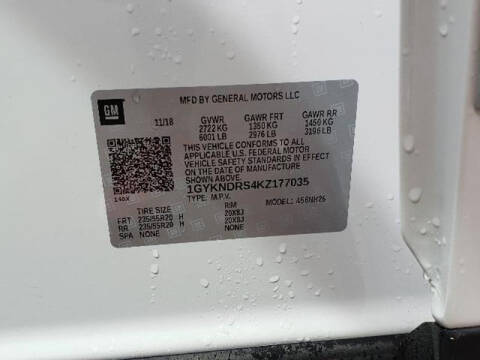 GM
MFD BY GENERAL MOTORS LLC
11/18 GVWR GAWR FRT GAWR RR
2722 KG 1350 KG 1450 KG
6001 LB 2976 LB 3196 LB
THIS VEHICLE CONFORMS TO ALL
APPLICABLE U.S. FEDERAL MOTOR
VEHICLE SAFETY STANDARDS IN EFFECT
ON THE DATE OF MANUFACTURE
SHOWN ABOVE.
1GYKNDRS4KZ177035
TYPE: M.P.V.
TIRE SIZE RIM
FRT 235/55R20 H 20X8J
RR 235/55R20 H 20X8J
SPA NONE NONE